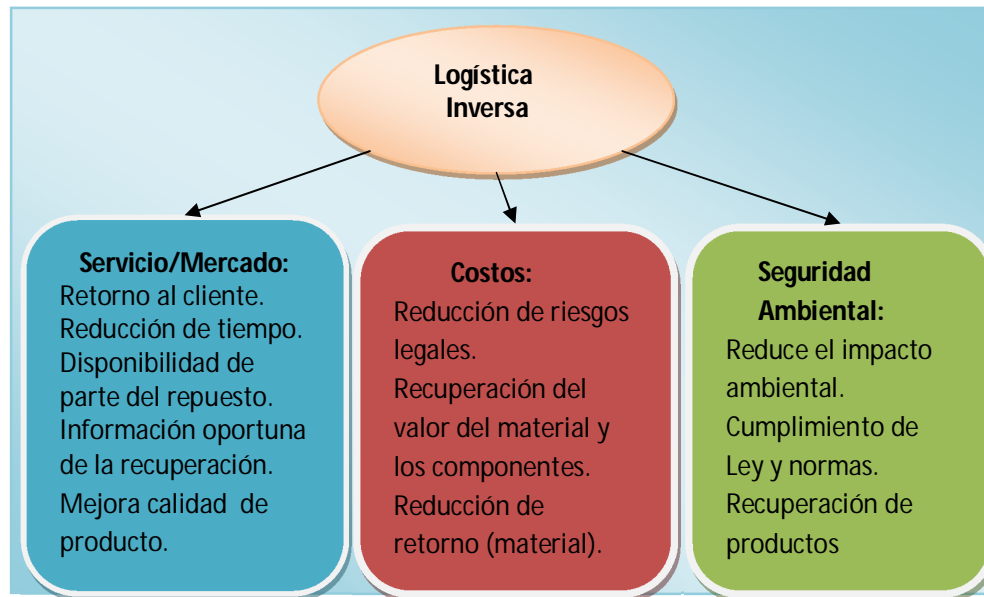 Logística
Inversa
Servicio/Mercado:
Retorno al cliente.
Reducción de tiempo.
Disponibilidad de
parte del repuesto.
Información oportuna
de la recuperación.
Mejora calidad de
producto.
Costos:
Reducción de riesgos
legales.
Recuperación del
valor del material y
los componentes.
Reducción de
retorno (material).
Seguridad
Ambiental:
Reduce el impacto
ambiental.
Cumplimiento de
Ley y normas.
Recuperación de
productos